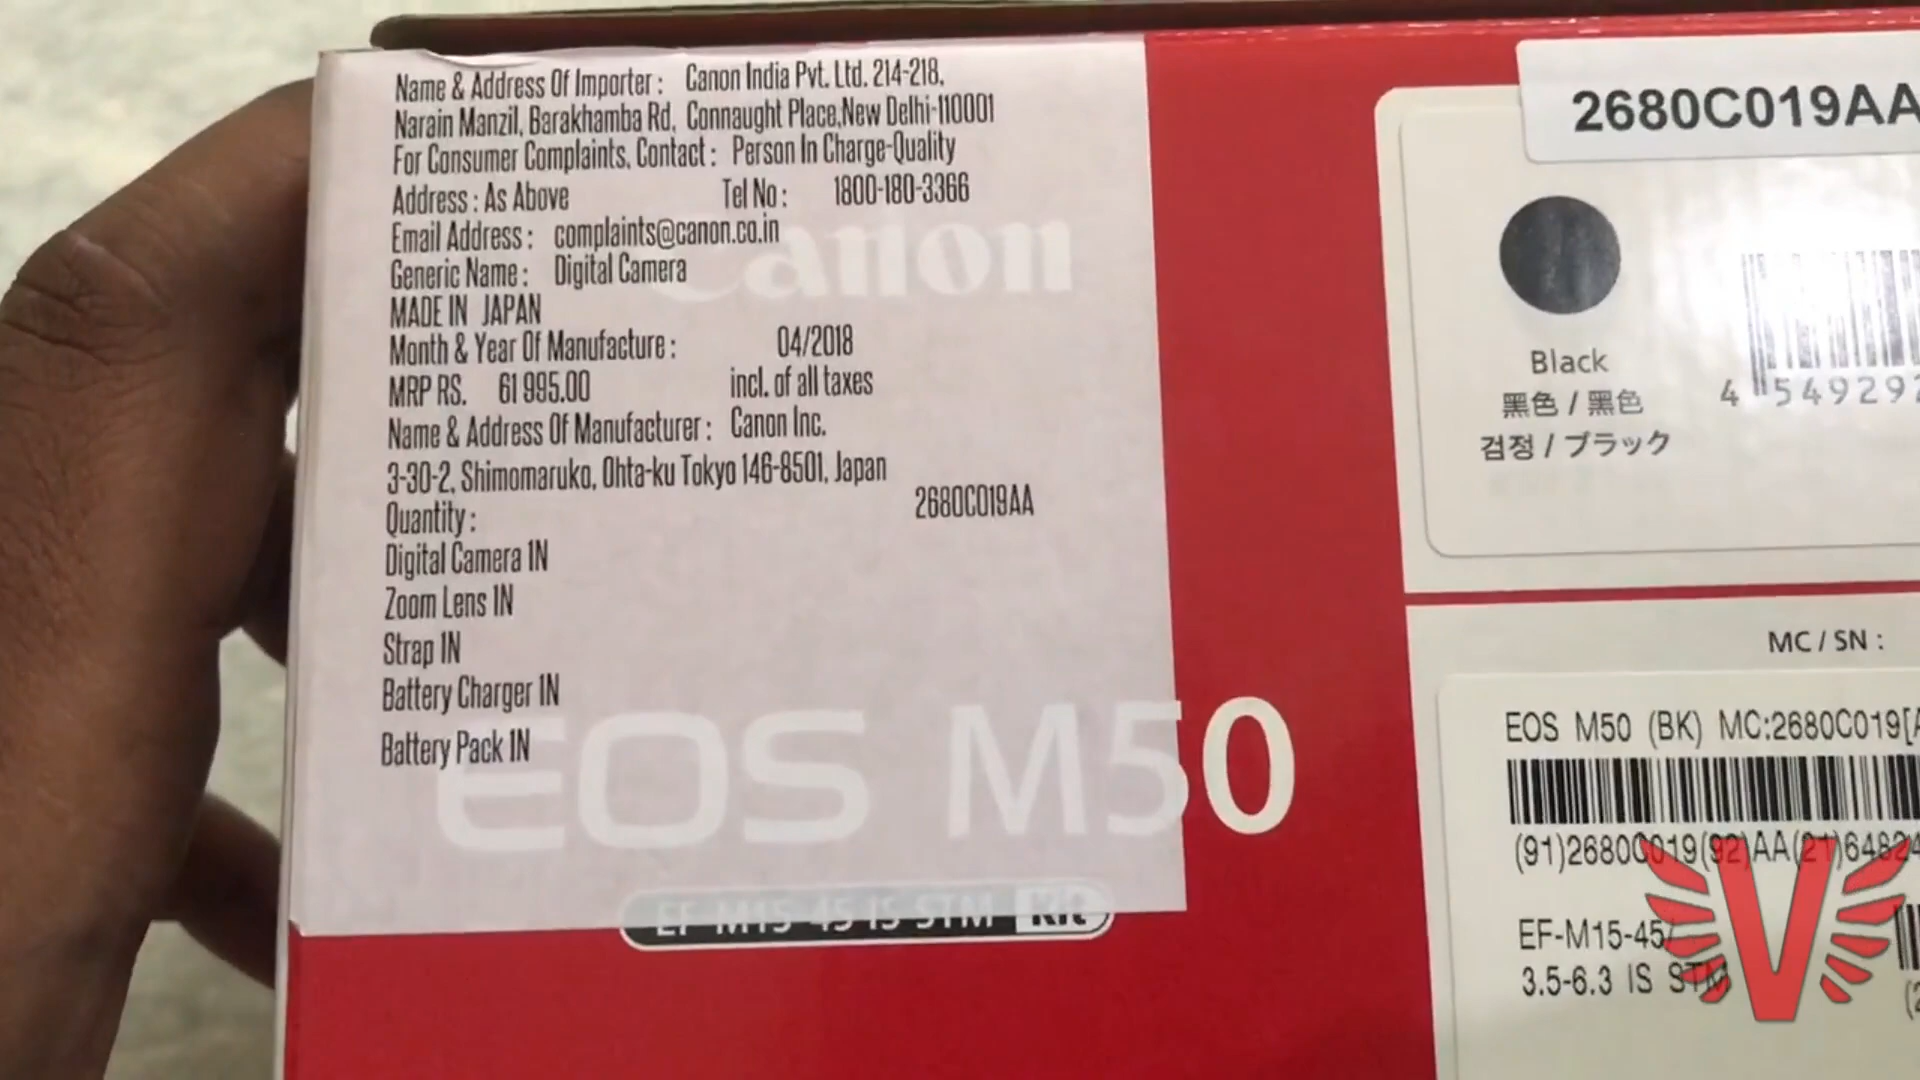 Name & Address Of Importer : Canon India Pvt. Ltd. 214-218,
Narain Manzil, Barakhamba Rd, Connaught Place,New Delhi-110001
For Consumer Complaints, Contact : Person In Charge-Quality
Address : As Above Tel No : 1800-180-3366
Email Address : complaints@canon.co.in
Generic Name : Digital Camera
MADE IN JAPAN
Month & Year Of Manufacture : 04/2018
MRP RS. 61 995.00 incl. of all taxes
Name & Address Of Manufacturer : Canon Inc.
3-30-2, Shimomaruko, Ohta-ku Tokyo 146-8501, Japan
Quantity : 2680C019AA
Digital Camera 1N
Zoom Lens 1N
Strap 1N
Battery Charger 1N
Battery Pack 1N
Canon
EOS M50
EF-M15-45 IS STM Kit
2680C019AA
Black
黑色 / 黑色
검정 / ブラック
4 549292
MC / SN :
EOS M50 (BK) MC:2680C019[A
(91)2680C019(92)AA(21)64824
EF-M15-45/
3.5-6.3 IS STM
V